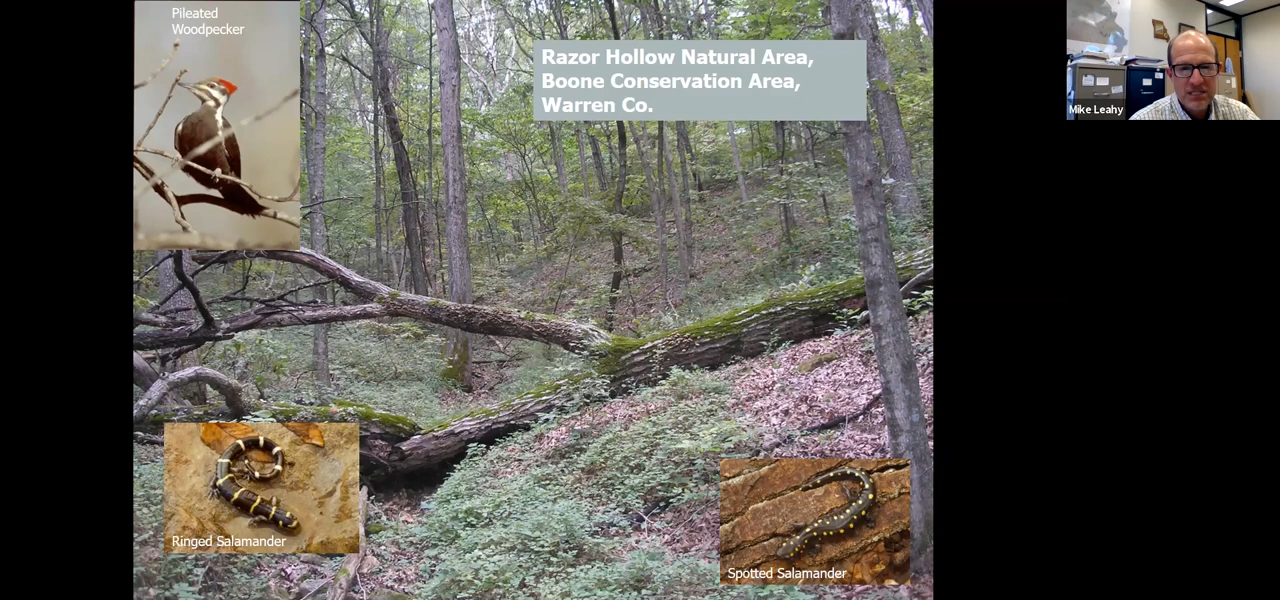 Pileated
Woodpecker
Razor Hollow Natural Area,
Boone Conservation Area,
Warren Co.
Mike Leahy
Ringed Salamander
Spotted Salamander